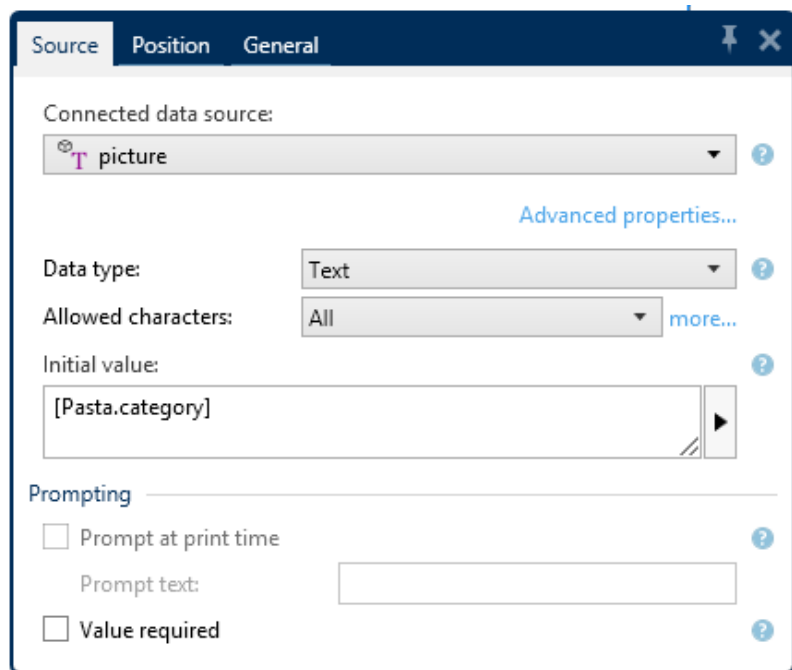 Source Position General
Connected data source:
T picture
Advanced properties...
Data type: Text
Allowed characters: All more...
Initial value:
[Pasta.category]
Prompting
Prompt at print time
Prompt text:
Value required